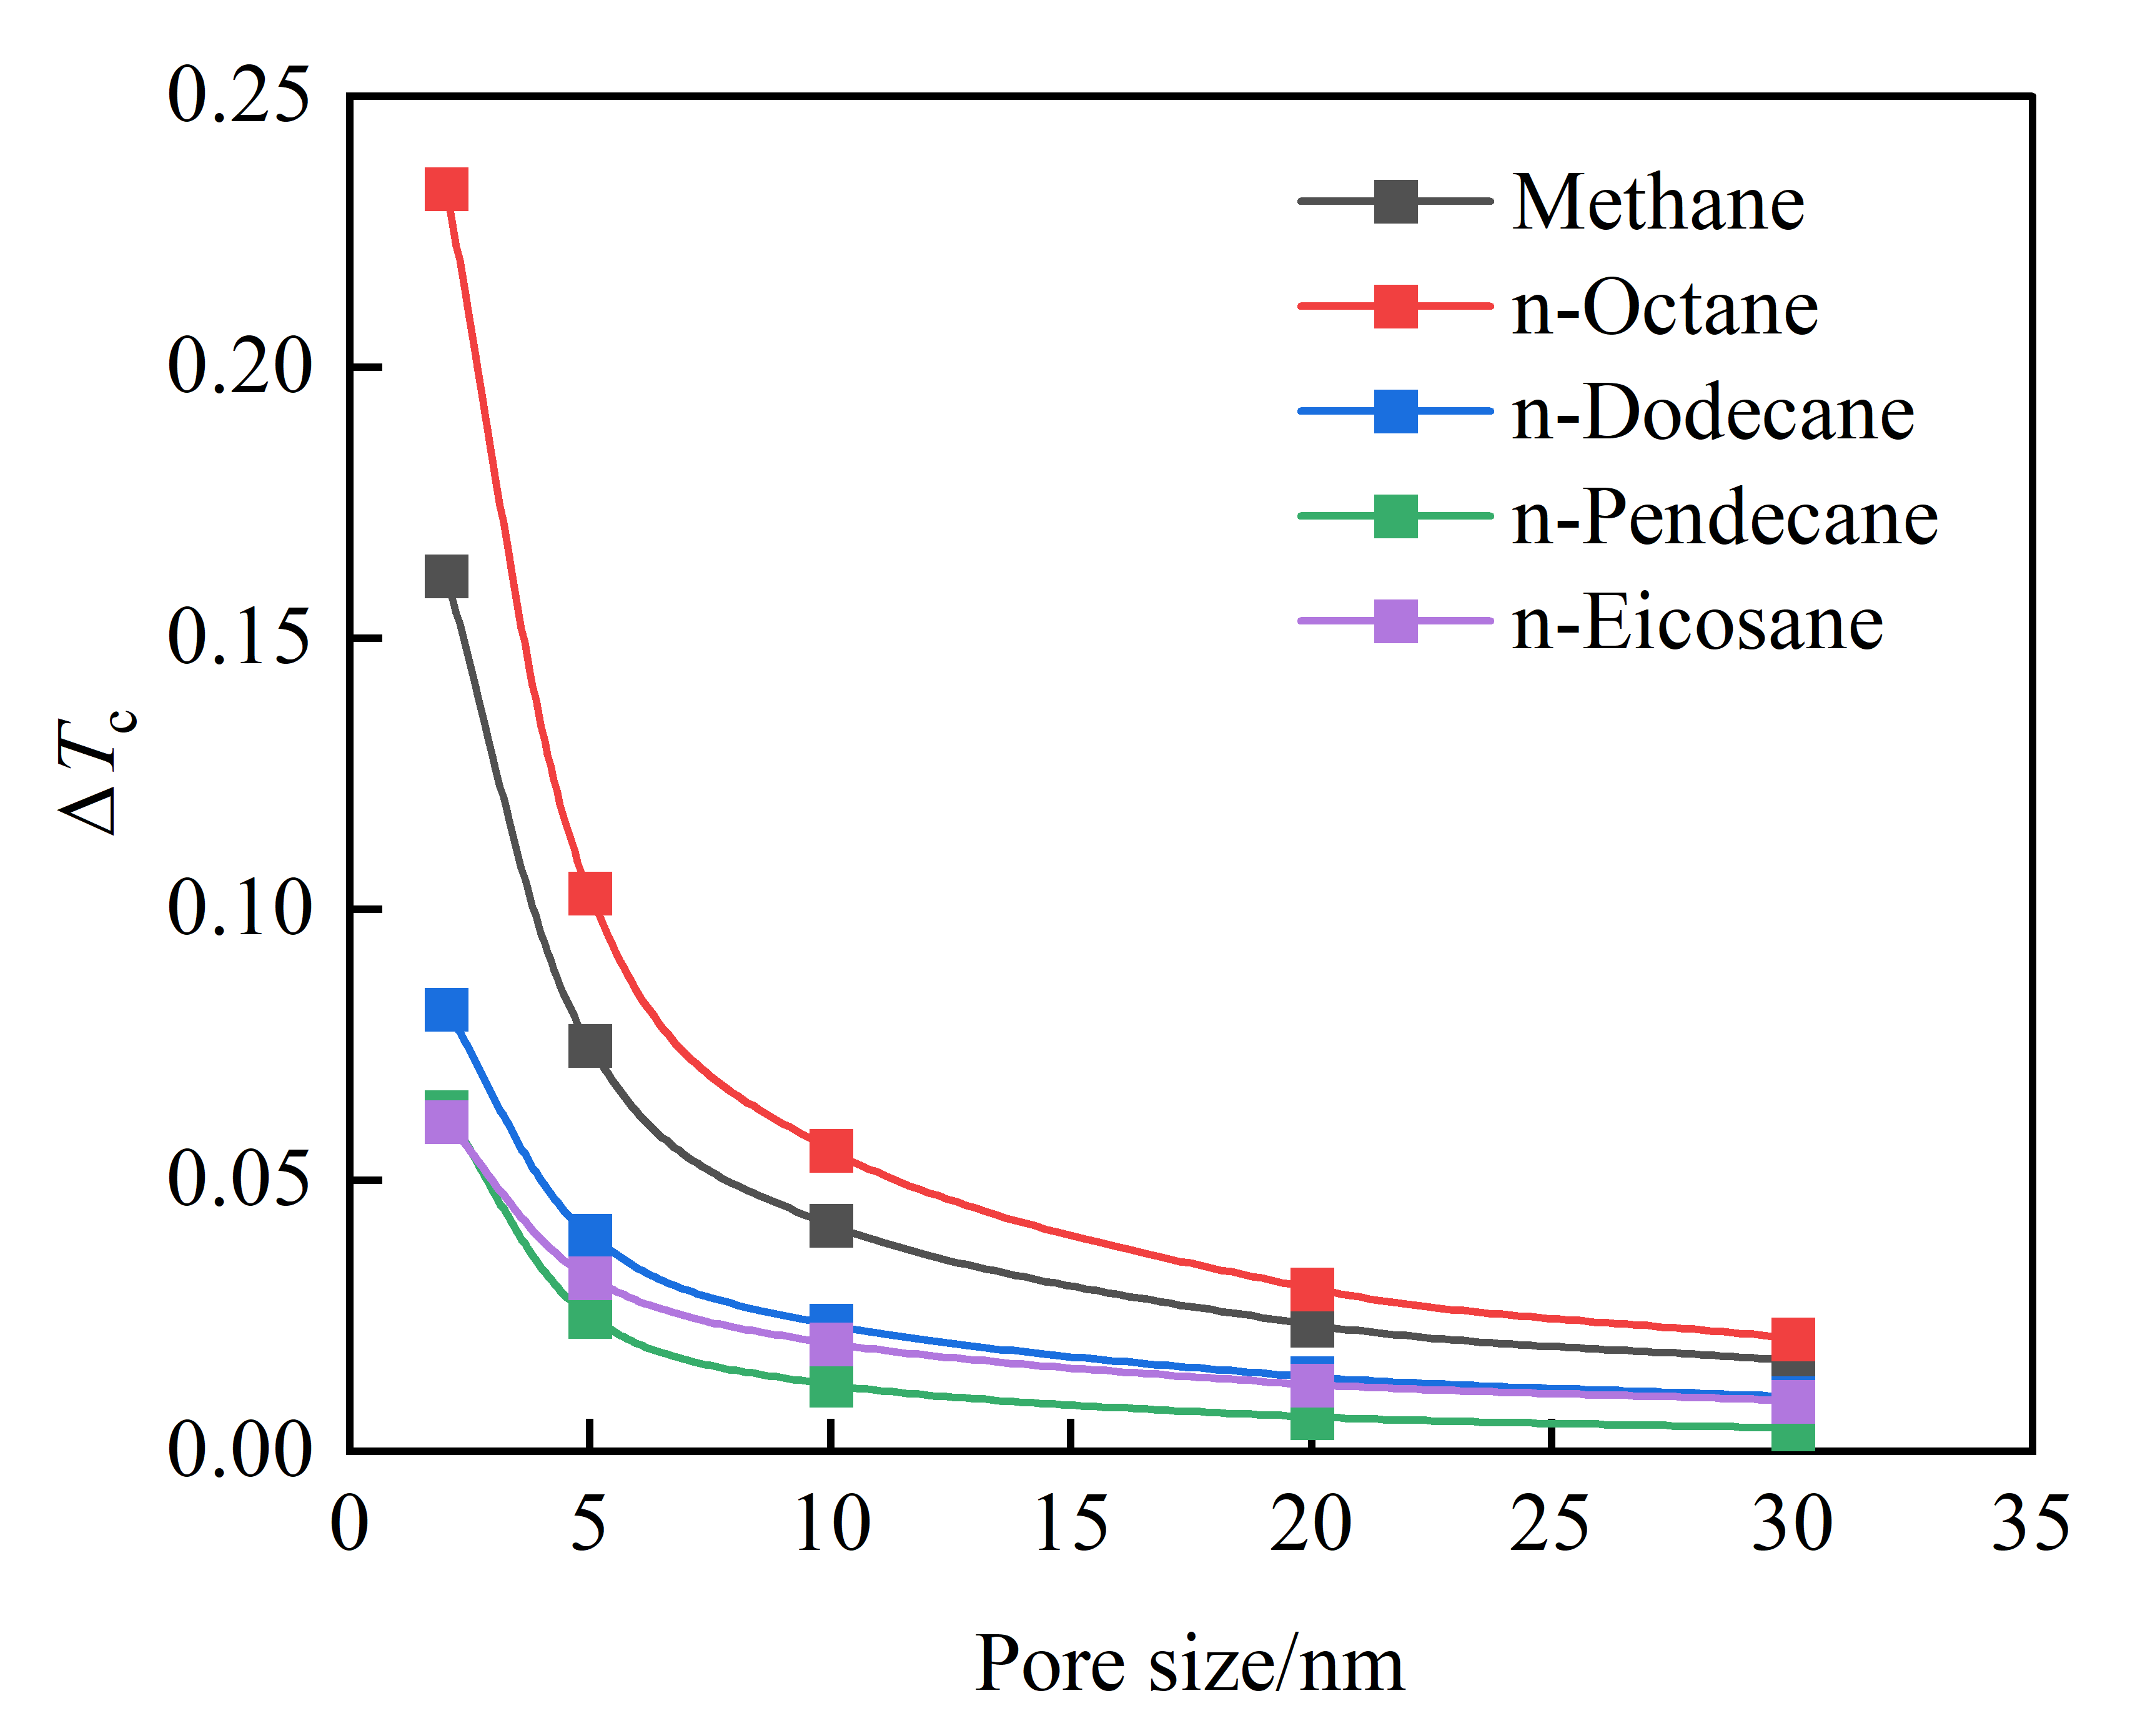 0.25
0.20
0.15
0.10
0.05
0.00
ΔTc
Methane
n-Octane
n-Dodecane
n-Pendecane
n-Eicosane
0 5 10 15 20 25 30 35
Pore size/nm